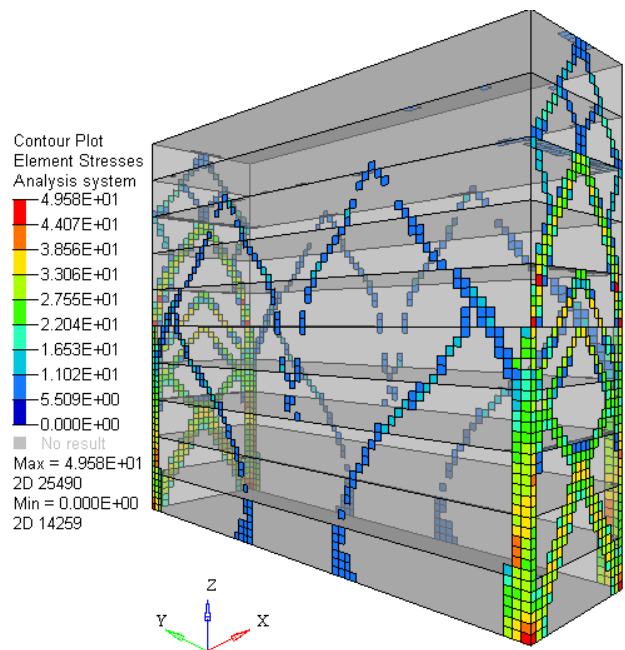 Contour Plot
Element Stresses
Analysis system
4.958E+01
4.407E+01
3.856E+01
3.306E+01
2.755E+01
2.204E+01
1.653E+01
1.102E+01
5.509E+00
0.000E+00
No result
Max = 4.958E+01
2D 25490
Min = 0.000E+00
2D 14259
Z
Y X